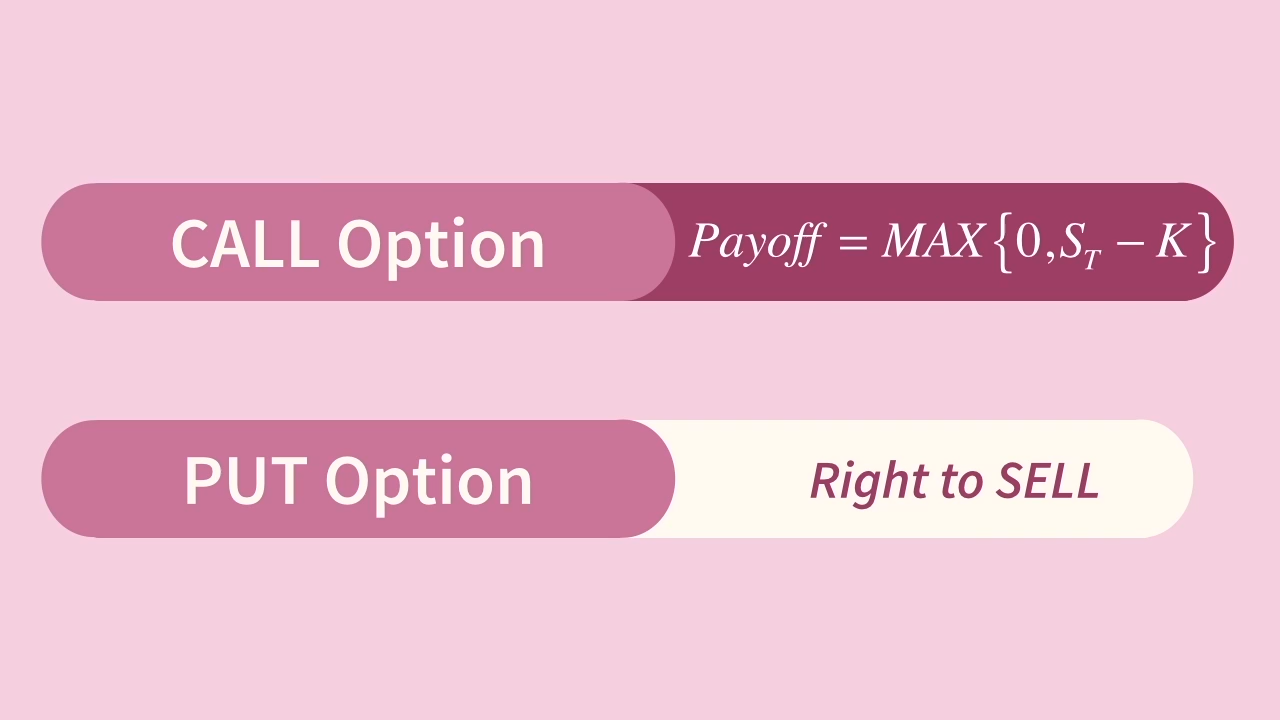 CALL Option
Payoff = MAX{0,S_T − K}
PUT Option
Right to SELL